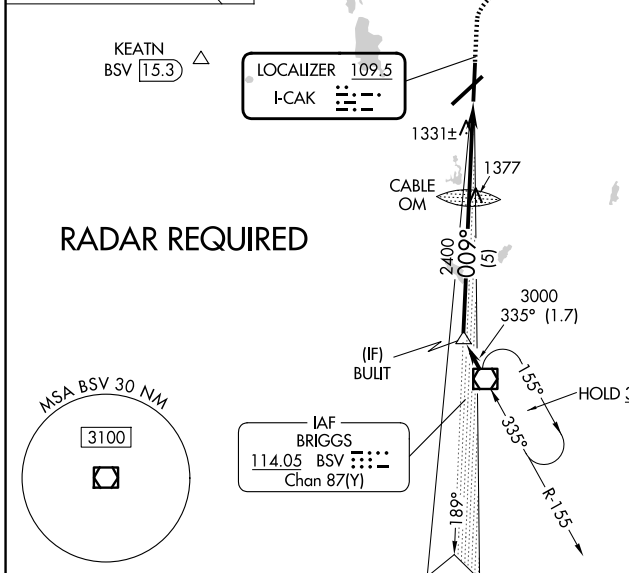 KEATN
BSV 15.3
LOCALIZER 109.5
I-CAK
1331±
1377
CABLE
OM
RADAR REQUIRED
2400
009°
(5)
3000
335° (1.7)
(IF)
BULIT
155°
HOLD
335°
R-155
MSA BSV 30 NM
3100
IAF
BRIGGS
114.05 BSV
Chan 87(Y)
189°